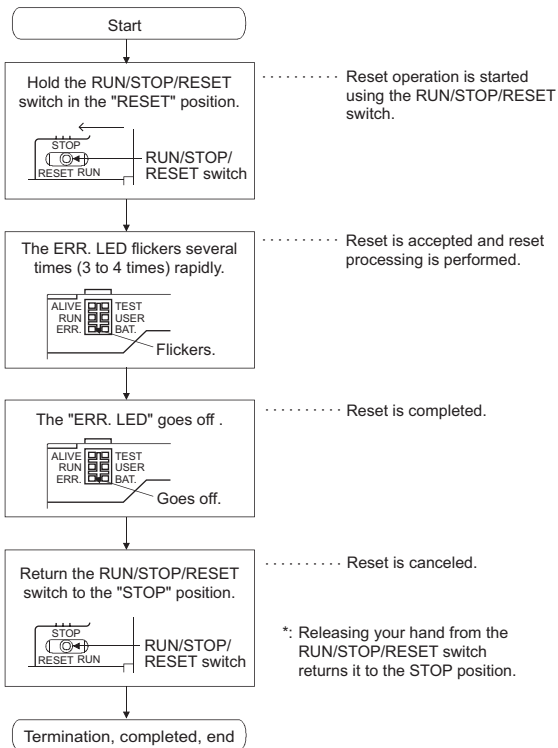 Start
Hold the RUN/STOP/RESET
switch in the "RESET" position.
STOP
RESET RUN
RUN/STOP/
RESET switch
Reset operation is started
using the RUN/STOP/RESET
switch.
The ERR. LED flickers several
times (3 to 4 times) rapidly.
ALIVE TEST
RUN USER
ERR. BAT.
Flickers.
Reset is accepted and reset
processing is performed.
The "ERR. LED" goes off .
ALIVE TEST
RUN USER
ERR. BAT.
Goes off.
Reset is completed.
Return the RUN/STOP/RESET
switch to the "STOP" position.
STOP
RESET RUN
RUN/STOP/
RESET switch
Reset is canceled.
*: Releasing your hand from the
RUN/STOP/RESET switch
returns it to the STOP position.
Termination, completed, end